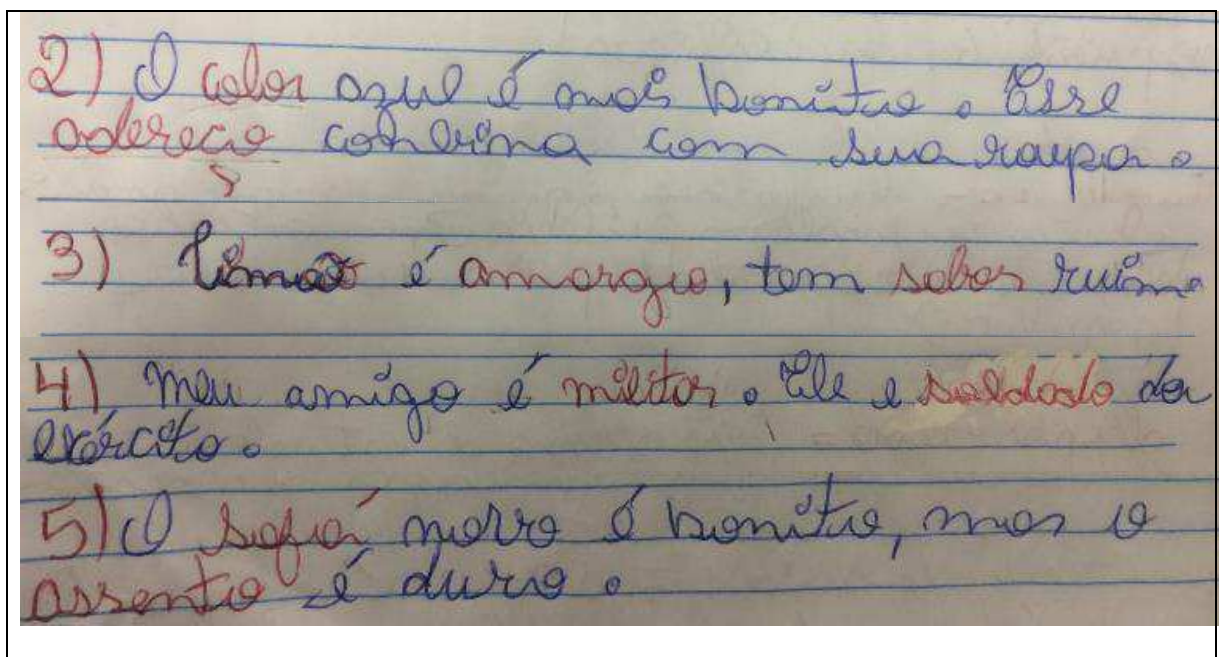 2) O colar azul é mais bonito. Esse
adereço combina com sua roupa.
3) Limão é amargo, tem sabor ruim.
4) Meu amigo é militar. Ele e soldado do
exército.
5) O sofá novo é bonito, mas o
assento é duro.